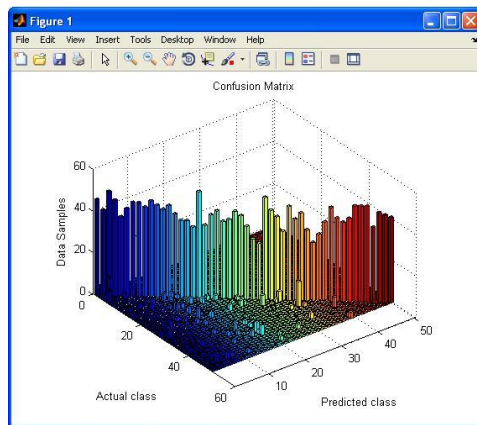 Figure 1
File Edit View Insert Tools Desktop Window Help
Confusion Matrix
60
40
20
0
Data Samples
0
20
40
60
Actual class
10
20
30
40
50
Predicted class